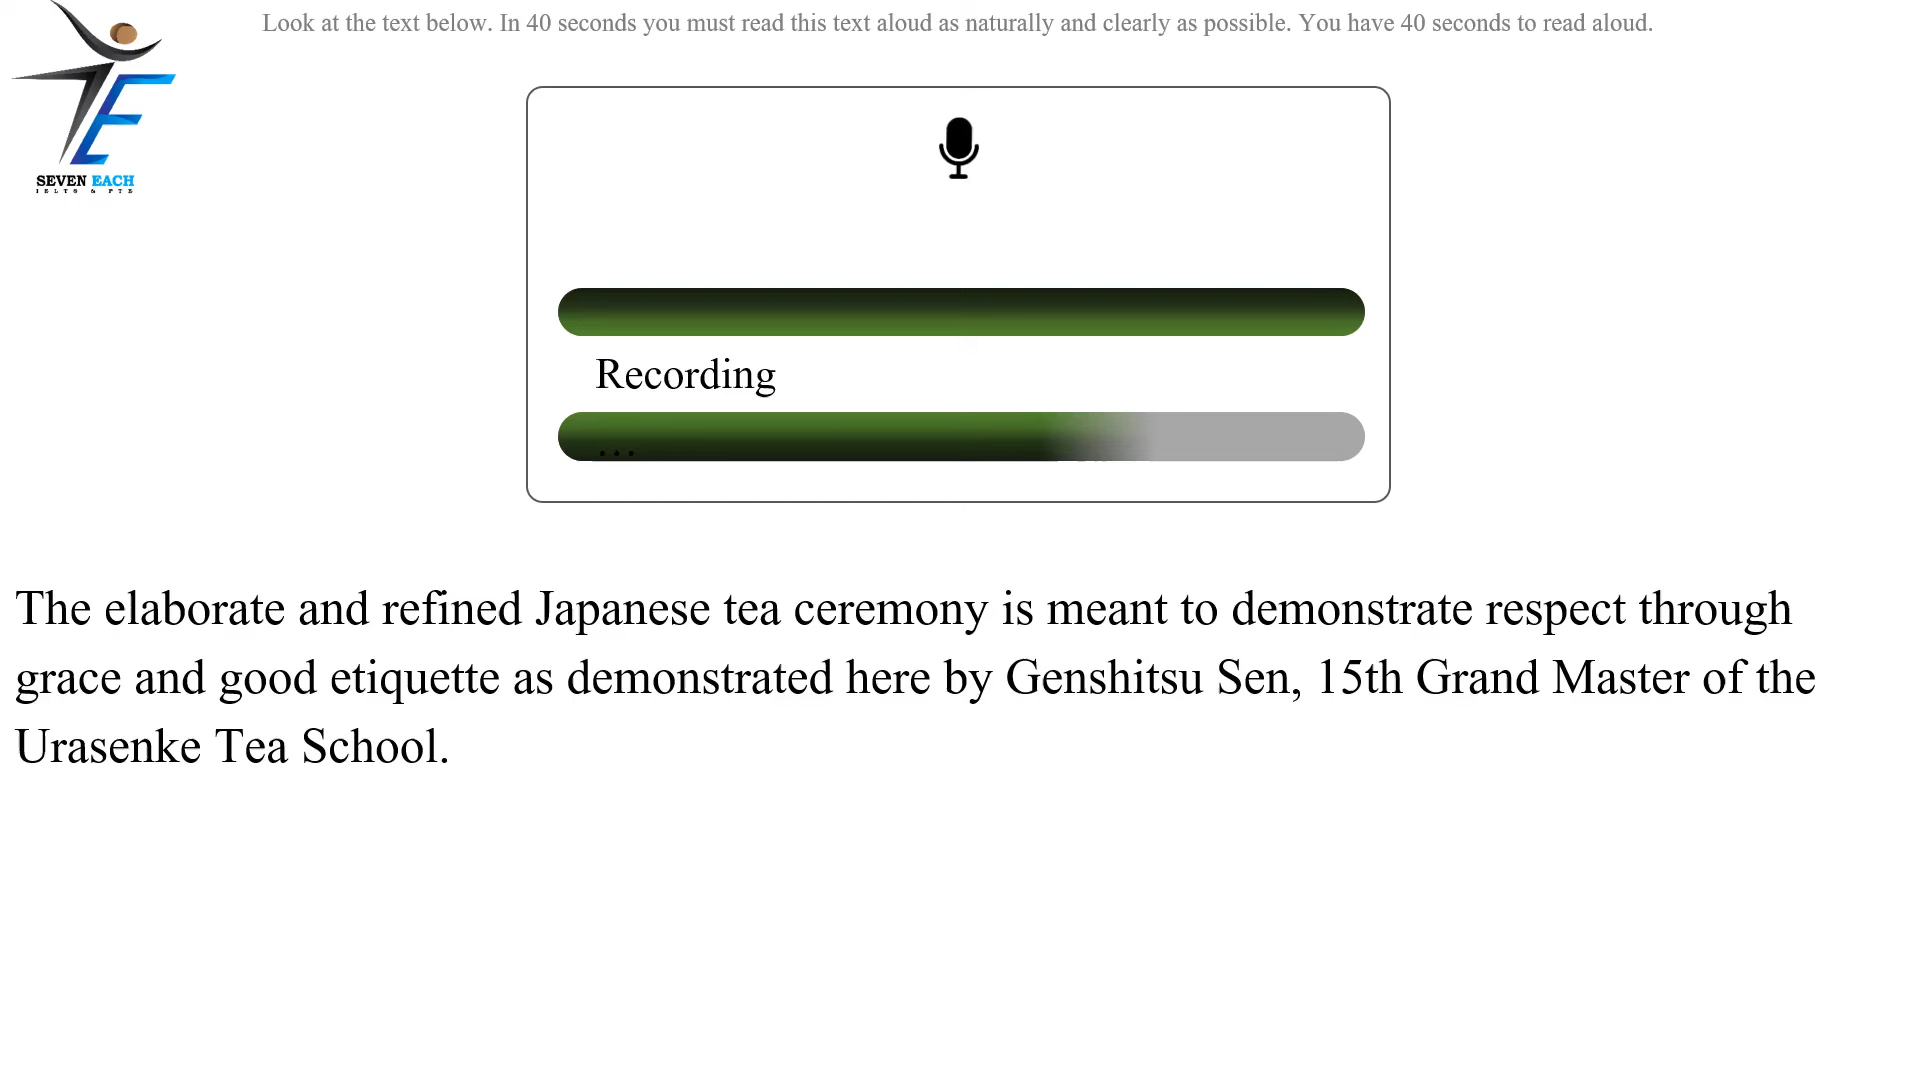 Look at the text below. In 40 seconds you must read this text aloud as naturally and clearly as possible. You have 40 seconds to read aloud.
SEVEN EACH
IELTS & PTE
Recording
...
The elaborate and refined Japanese tea ceremony is meant to demonstrate respect through
grace and good etiquette as demonstrated here by Genshitsu Sen, 15th Grand Master of the
Urasenke Tea School.